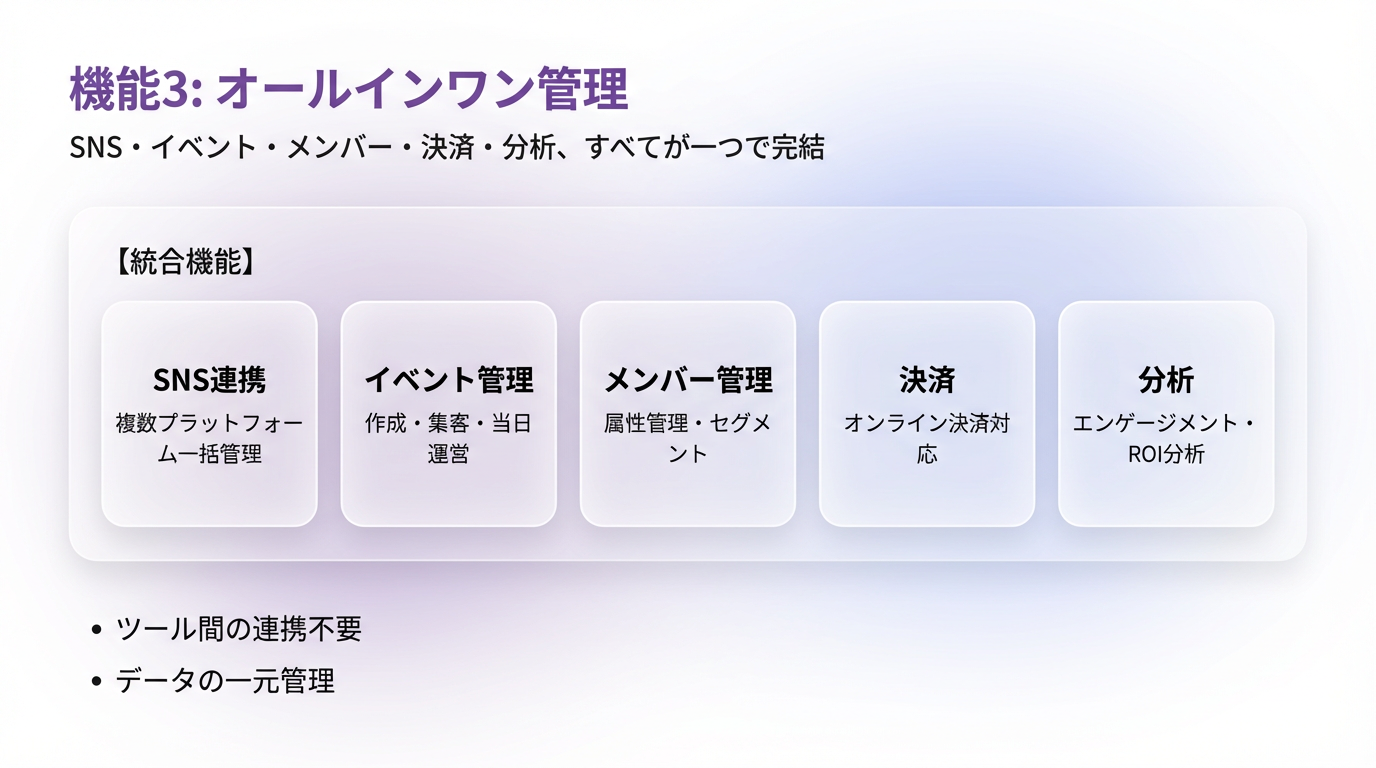 機能3: オールインワン管理
SNS・イベント・メンバー・決済・分析、すべてが一つで完結
【統合機能】
SNS連携
複数プラットフォー
ム一括管理
イベント管理
作成・集客・当日
運営
メンバー管理
属性管理・セグメ
ント
決済
オンライン決済対
応
分析
エンゲージメント・
ROI分析
• ツール間の連携不要
• データの一元管理